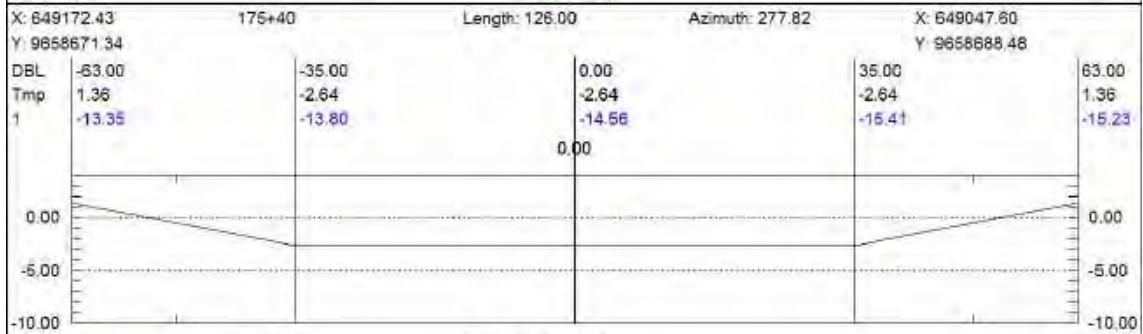 X: 649172.43 175+40 Length: 126.00 Azimuth: 277.82 X: 649047.60
Y: 9658671.34 Y: 9658688.48
DBL -63.00 -35.00 0.00 35.00 63.00
Tmp 1.36 -2.64 -2.64 -2.64 1.36
1 -13.35 -13.80 -14.56 -15.41 -15.23
0.00
0.00 0.00
-5.00 -5.00
-10.00 -10.00